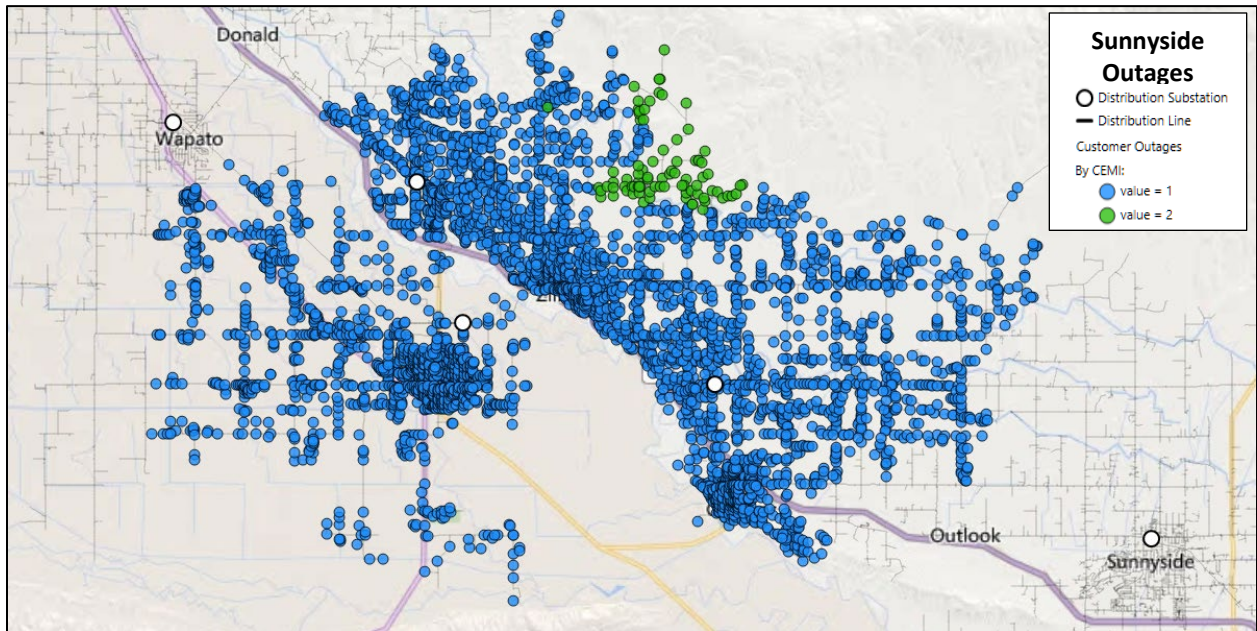 Donald
Wapato
Outlook
Sunnyside
Sunnyside
Outages
Distribution Substation
Distribution Line
Customer Outages
By CEMI:
value = 1
value = 2